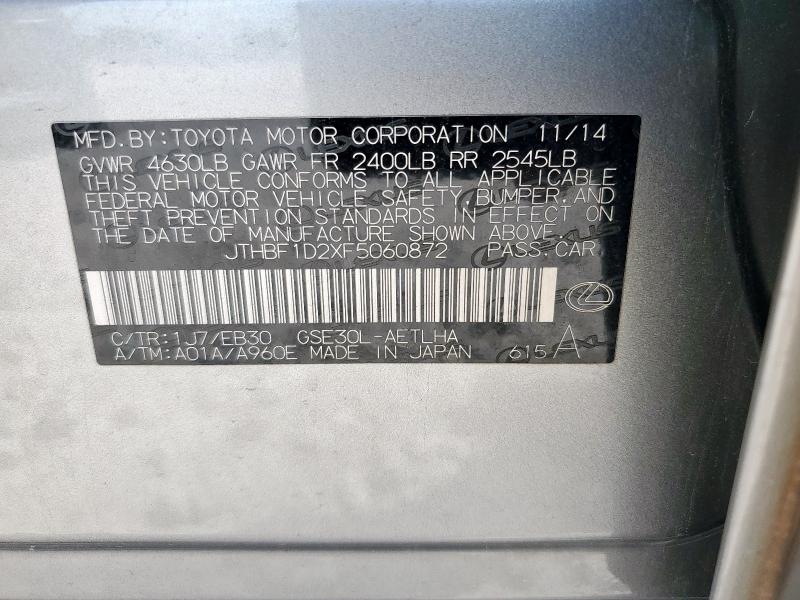 MFD.BY:TOYOTA MOTOR CORPORATION 11/14
GVWR 4630LB GAWR FR 2400LB RR 2545LB
THIS VEHICLE CONFORMS TO ALL APPLICABLE
FEDERAL MOTOR VEHICLE SAFETY, BUMPER, AND
THEFT PREVENTION STANDARDS IN EFFECT ON
THE DATE OF MANUFACTURE SHOWN ABOVE.
JTHBF1D2XF5060872 PASS.CAR
C/TR:1J7/EB30 GSE30L-AETLHA
A/TM:A01A/A960E MADE IN JAPAN 615 A